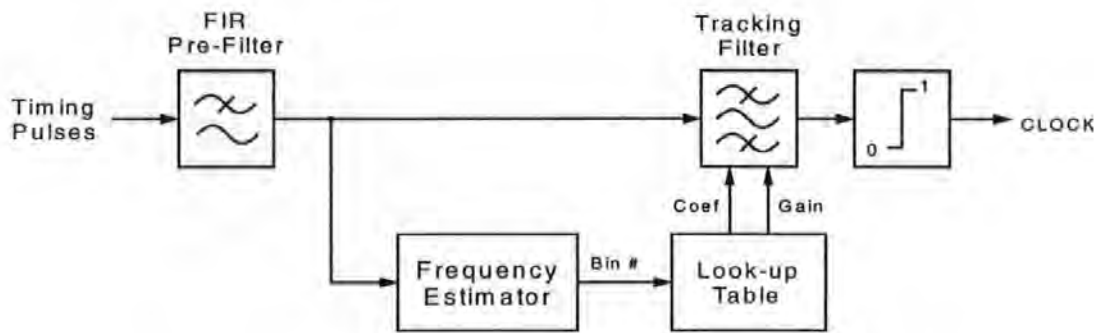 FIR
Pre-Filter
Tracking
Filter
Timing
Pulses
1
0
CLOCK
Coef
Gain
Frequency
Estimator
Bin #
Look-up
Table